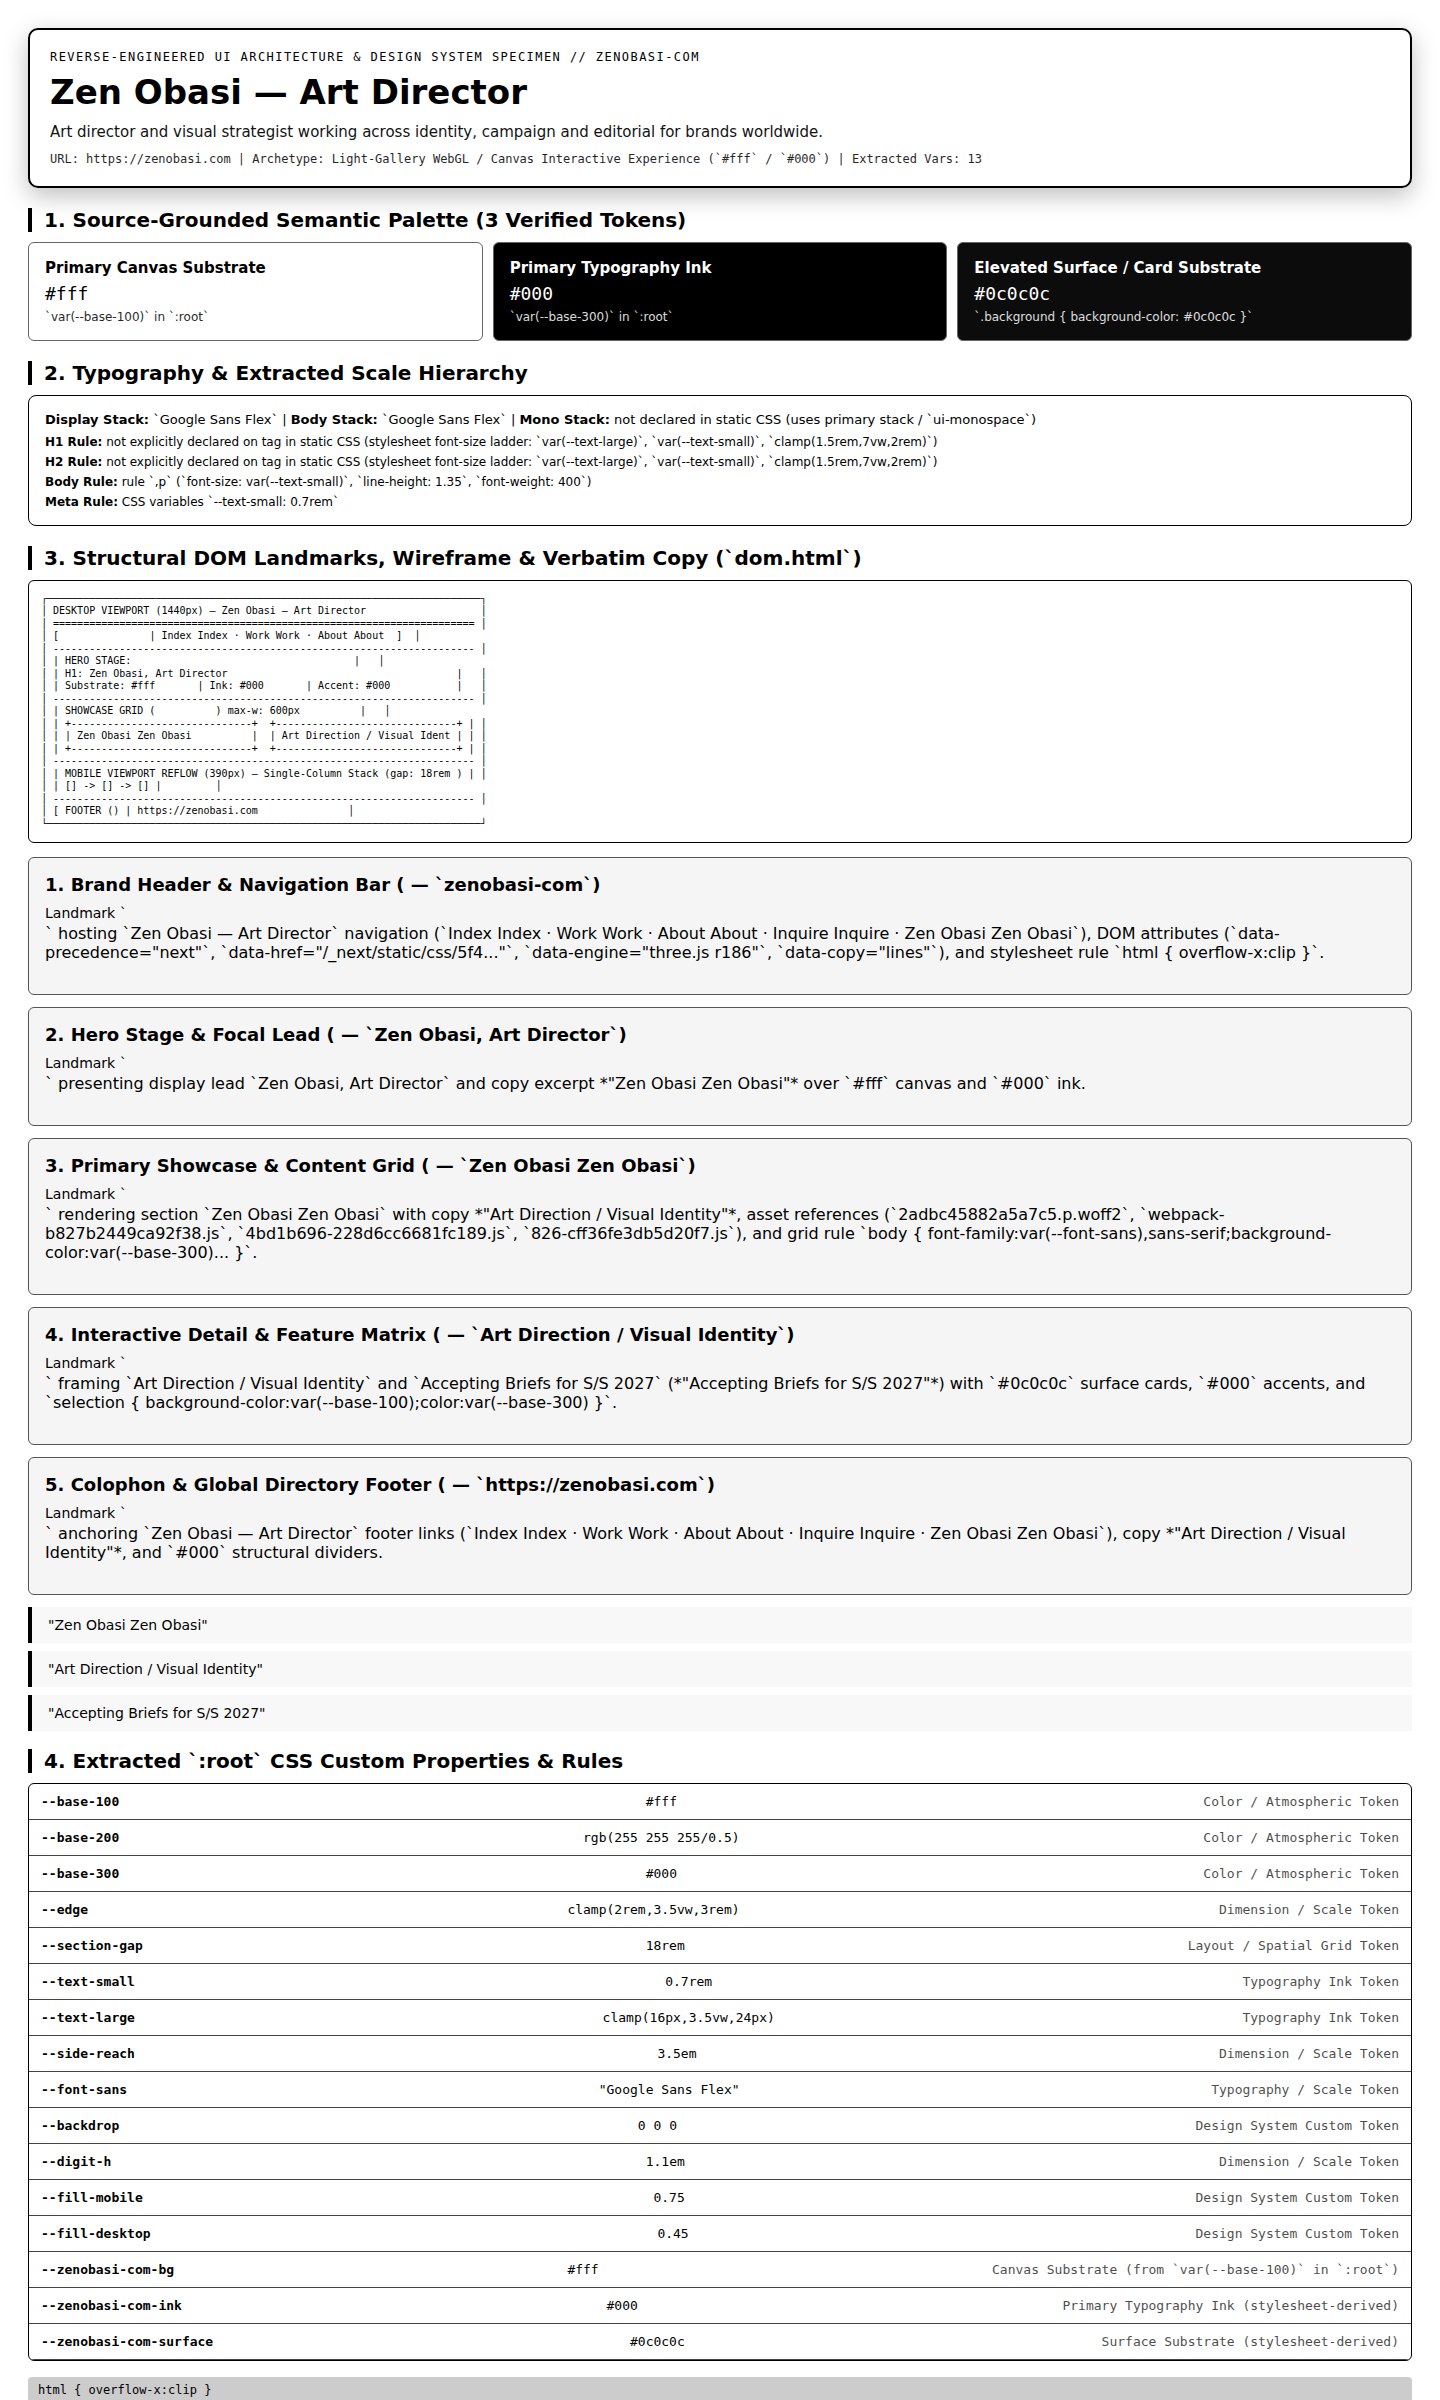 REVERSE-ENGINEERED UI ARCHITECTURE & DESIGN SYSTEM SPECIMEN // ZENOBASI-COM
Zen Obasi — Art Director
Art director and visual strategist working across identity, campaign and editorial for brands worldwide.
URL: https://zenobasi.com | Archetype: Light-Gallery WebGL / Canvas Interactive Experience (`#fff` / `#000`) | Extracted Vars: 13
1. Source-Grounded Semantic Palette (3 Verified Tokens)
Primary Canvas Substrate
#fff
`var(--base-100)` in `:root`
Primary Typography Ink
#000
`var(--base-300)` in `:root`
Elevated Surface / Card Substrate
#0c0c0c
`.background { background-color: #0c0c0c }`
2. Typography & Extracted Scale Hierarchy
Display Stack: `Google Sans Flex` | Body Stack: `Google Sans Flex` | Mono Stack: not declared in static CSS (uses primary stack / `ui-monospace`)
H1 Rule: not explicitly declared on tag in static CSS (stylesheet font-size ladder: `var(--text-large)`, `var(--text-small)`, `clamp(1.5rem,7vw,2rem)`)
H2 Rule: not explicitly declared on tag in static CSS (stylesheet font-size ladder: `var(--text-large)`, `var(--text-small)`, `clamp(1.5rem,7vw,2rem)`)
Body Rule: rule `,p` (`font-size: var(--text-small)`, `line-height: 1.35`, `font-weight: 400`)
Meta Rule: CSS variables `--text-small: 0.7rem`
3. Structural DOM Landmarks, Wireframe & Verbatim Copy (`dom.html`)
DESKTOP VIEWPORT (1440px) — Zen Obasi — Art Director
======================================================================
[               | Index Index · Work Work · About About  ]  |
----------------------------------------------------------------------
| HERO STAGE:                                     |   |
| H1: Zen Obasi, Art Director                                      |
| Substrate: #fff       | Ink: #000       | Accent: #000           |
----------------------------------------------------------------------
| SHOWCASE GRID (          ) max-w: 600px          |   |
| +------------------------------+  +------------------------------+ |
| | Zen Obasi Zen Obasi          |  | Art Direction / Visual Ident | |
| +------------------------------+  +------------------------------+ |
----------------------------------------------------------------------
| MOBILE VIEWPORT REFLOW (390px) — Single-Column Stack (gap: 18rem ) |
| [] -> [] -> [] |         |
----------------------------------------------------------------------
[ FOOTER () | https://zenobasi.com               |
1. Brand Header & Navigation Bar ( — `zenobasi-com`)
Landmark `
` hosting `Zen Obasi — Art Director` navigation (`Index Index · Work Work · About About · Inquire Inquire · Zen Obasi Zen Obasi`), DOM attributes (`data-
precedence="next"`, `data-href="/_next/static/css/5f4..."`, `data-engine="three.js r186"`, `data-copy="lines"`), and stylesheet rule `html { overflow-x:clip }`.
2. Hero Stage & Focal Lead ( — `Zen Obasi, Art Director`)
Landmark `
` presenting display lead `Zen Obasi, Art Director` and copy excerpt *"Zen Obasi Zen Obasi"* over `#fff` canvas and `#000` ink.
3. Primary Showcase & Content Grid ( — `Zen Obasi Zen Obasi`)
Landmark `
` rendering section `Zen Obasi Zen Obasi` with copy *"Art Direction / Visual Identity"*, asset references (`2adbc45882a5a7c5.p.woff2`, `webpack-
b827b2449ca92f38.js`, `4bd1b696-228d6cc6681fc189.js`, `826-cff36fe3db5d20f7.js`), and grid rule `body { font-family:var(--font-sans),sans-serif;background-
color:var(--base-300)... }`.
4. Interactive Detail & Feature Matrix ( — `Art Direction / Visual Identity`)
Landmark `
` framing `Art Direction / Visual Identity` and `Accepting Briefs for S/S 2027` (*"Accepting Briefs for S/S 2027"*) with `#0c0c0c` surface cards, `#000` accents, and
`selection { background-color:var(--base-100);color:var(--base-300) }`.
5. Colophon & Global Directory Footer ( — `https://zenobasi.com`)
Landmark `
` anchoring `Zen Obasi — Art Director` footer links (`Index Index · Work Work · About About · Inquire Inquire · Zen Obasi Zen Obasi`), copy *"Art Direction / Visual
Identity"*, and `#000` structural dividers.
"Zen Obasi Zen Obasi"
"Art Direction / Visual Identity"
"Accepting Briefs for S/S 2027"
4. Extracted `:root` CSS Custom Properties & Rules
--base-100 #fff Color / Atmospheric Token
--base-200 rgb(255 255 255/0.5) Color / Atmospheric Token
--base-300 #000 Color / Atmospheric Token
--edge clamp(2rem,3.5vw,3rem) Dimension / Scale Token
--section-gap 18rem Layout / Spatial Grid Token
--text-small 0.7rem Typography Ink Token
--text-large clamp(16px,3.5vw,24px) Typography Ink Token
--side-reach 3.5em Dimension / Scale Token
--font-sans "Google Sans Flex" Typography / Scale Token
--backdrop 0 0 0 Design System Custom Token
--digit-h 1.1em Dimension / Scale Token
--fill-mobile 0.75 Design System Custom Token
--fill-desktop 0.45 Design System Custom Token
--zenobasi-com-bg #fff Canvas Substrate (from `var(--base-100)` in `:root`)
--zenobasi-com-ink #000 Primary Typography Ink (stylesheet-derived)
--zenobasi-com-surface #0c0c0c Surface Substrate (stylesheet-derived)
html { overflow-x:clip }